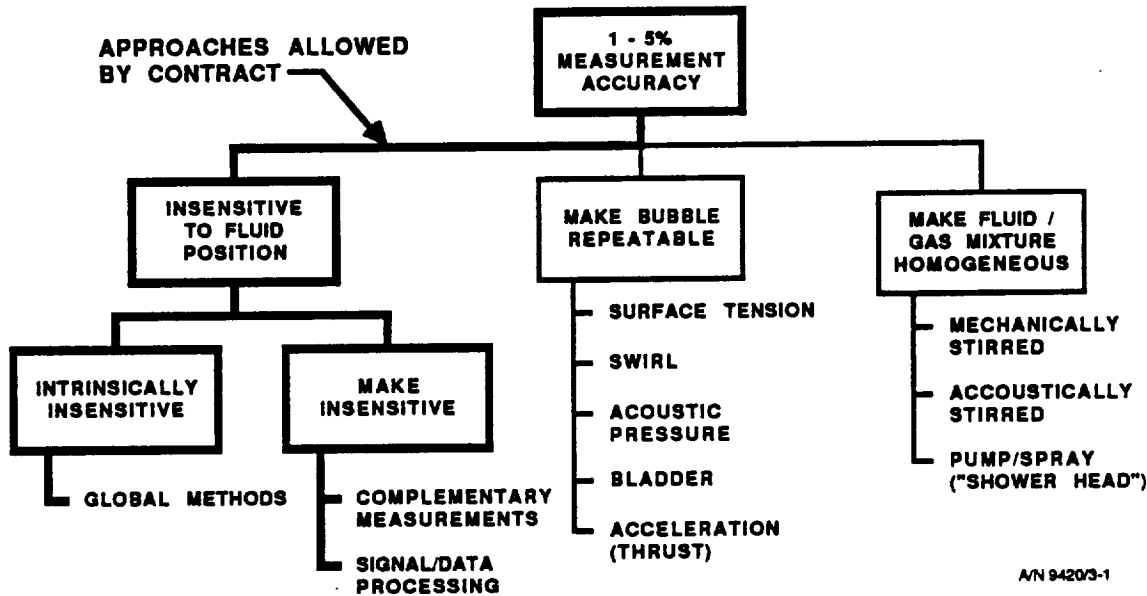 APPROACHES ALLOWED
BY CONTRACT
1 - 5%
MEASUREMENT
ACCURACY
INSENSITIVE
TO FLUID
POSITION
MAKE BUBBLE
REPEATABLE
MAKE FLUID /
GAS MIXTURE
HOMOGENEOUS
INTRINSICALLY
INSENSITIVE
MAKE
INSENSITIVE
GLOBAL METHODS
COMPLEMENTARY
MEASUREMENTS
SIGNAL/DATA
PROCESSING
SURFACE TENSION
SWIRL
ACOUSTIC
PRESSURE
BLADDER
ACCELERATION
(THRUST)
MECHANICALLY
STIRRED
ACCOUSTICALLY
STIRRED
PUMP/SPRAY
("SHOWER HEAD")
A/N 9420/3-1